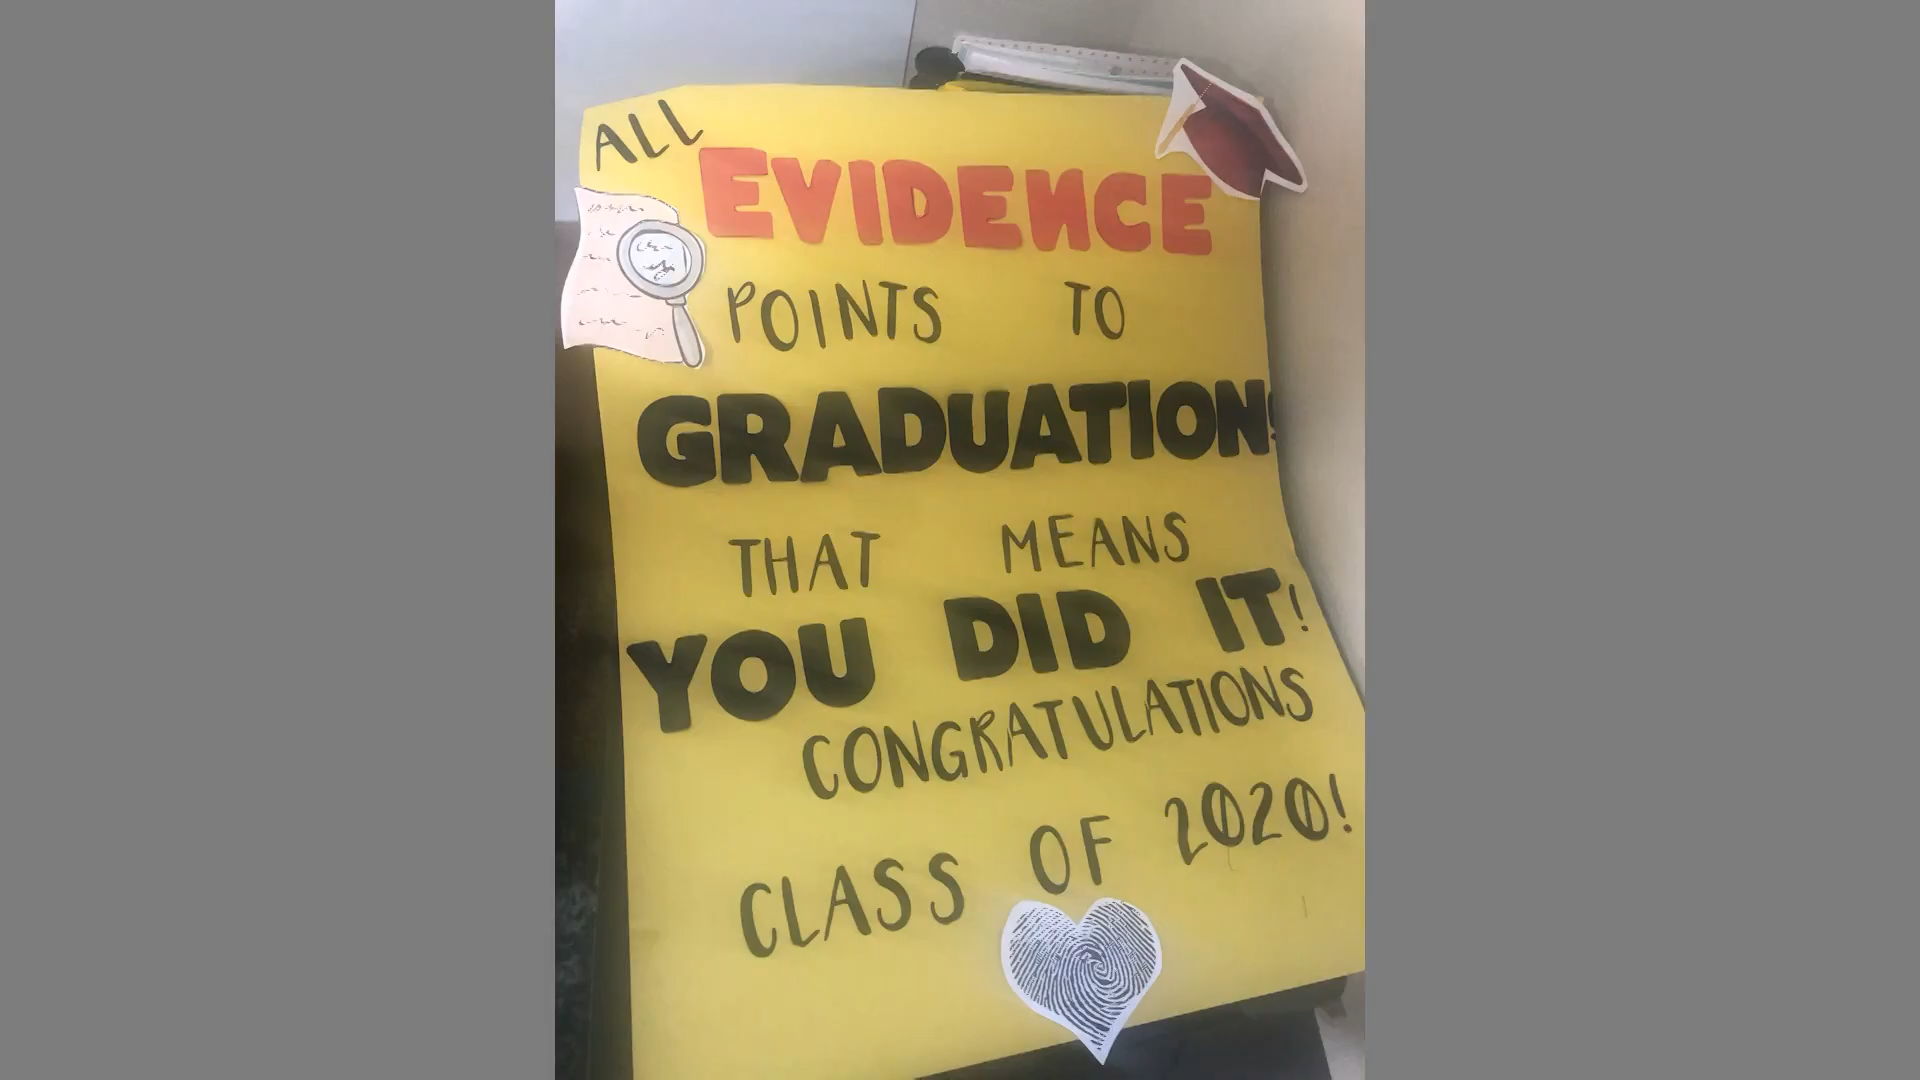 ALL
EVIDENCE
POINTS TO
GRADUATION!
THAT MEANS
YOU DID IT!
CONGRATULATIONS
CLASS OF 2020!